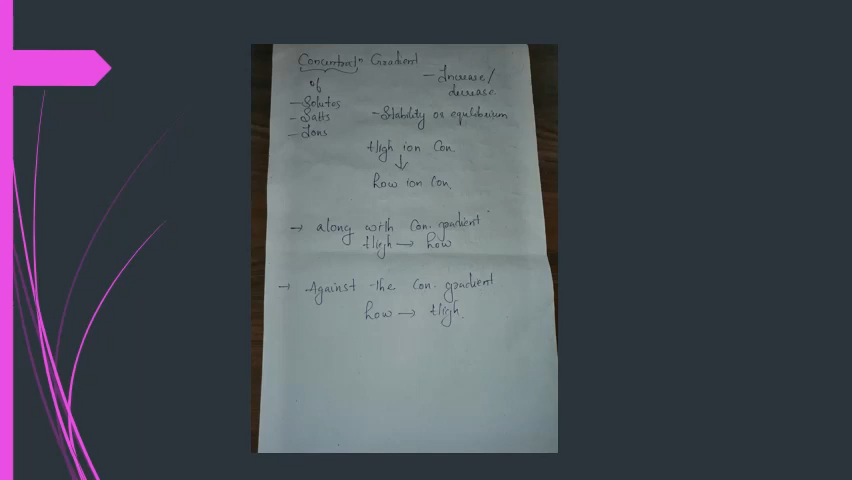 Concentratn Gradient
of
- Increase/
decrease
- Solutes
- Salts
- Ions
- Stability or equilibrium
High ion Con.
↓
Low ion Con.
→ along with Con. gradient
High → Low
→ Against the Con. gradient
Low → High.